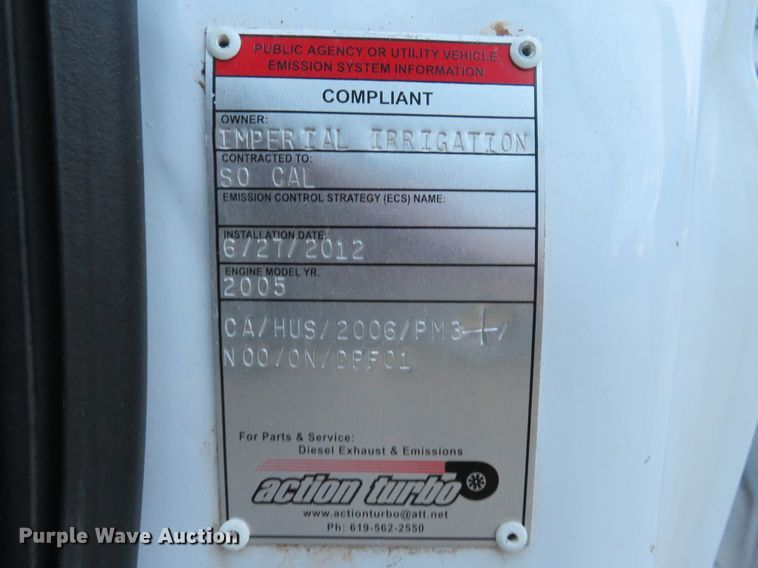 PUBLIC AGENCY OR UTILITY VEHICLE
EMISSION SYSTEM INFORMATION
COMPLIANT
OWNER:
IMPERIAL IRRIGATION
CONTRACTED TO:
SO CAL
EMISSION CONTROL STRATEGY (ECS) NAME:
INSTALLATION DATE:
6/27/2012
ENGINE MODEL YR.
2005
CA/HUS/2006/PM3+/
N00/ON/DPF01
For Parts & Service:
Diesel Exhaust & Emissions
action turbo
www.actionturbo@att.net
Ph: 619-562-2550
Purple Wave Auction